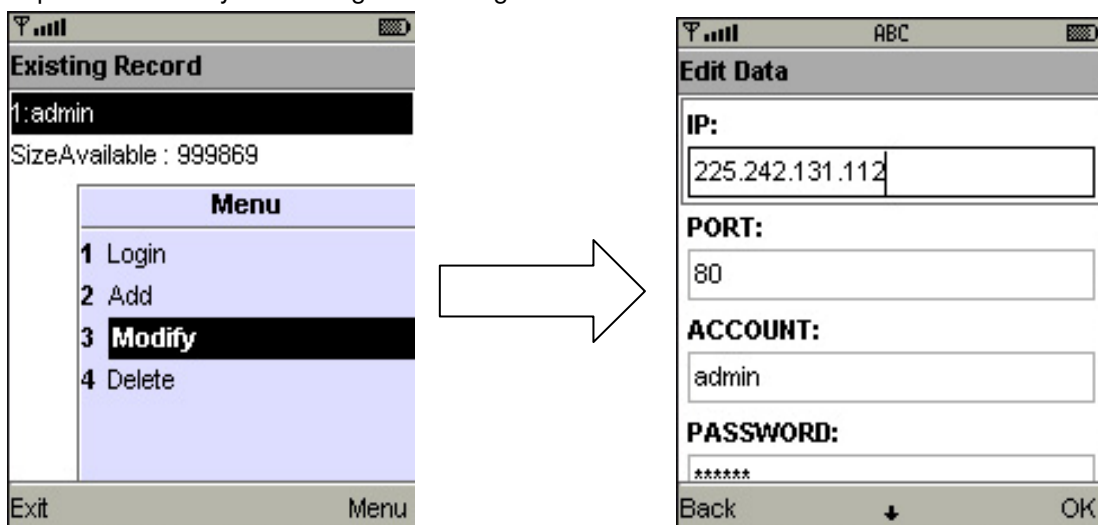 Existing Record
1:admin
SizeAvailable : 999869
Menu
1 Login
2 Add
3 Modify
4 Delete
Exit Menu
ABC
Edit Data
IP:
225.242.131.112
PORT:
80
ACCOUNT:
admin
PASSWORD:
******
Back OK